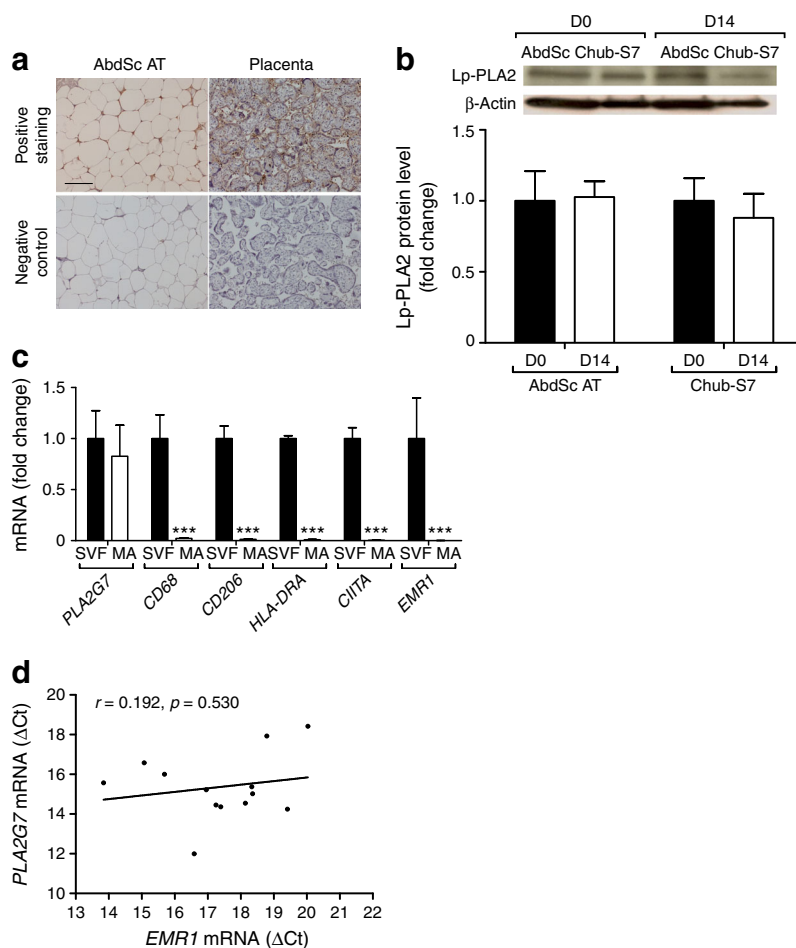 a
AbdSc AT
Placenta
Positive
staining
Negative
control
b
D0
D14
AbdSc Chub-S7
AbdSc Chub-S7
Lp-PLA2
β-Actin
Lp-PLA2 protein level
(fold change)
1.5
1.0
0.5
0
D0
D14
D0
D14
AbdSc AT
Chub-S7
c
mRNA (fold change)
1.5
1.0
0.5
0
***
***
***
***
***
SVF MA
SVF MA
SVF MA
SVF MA
SVF MA
SVF MA
PLA2G7
CD68
CD206
HLA-DRA
CIITA
EMR1
d
r = 0.192, p = 0.530
PLA2G7 mRNA (ΔCt)
20
18
16
14
12
10
13 14 15 16 17 18 19 20 21 22
EMR1 mRNA (ΔCt)